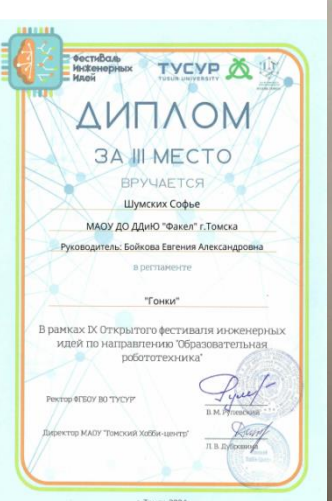 Фестиваль
Инженерных
Идей
ТУСУР
TUSUR UNIVERSITY
ДИПЛОМ
ЗА III МЕСТО
ВРУЧАЕТСЯ
Шумских Софье
МАОУ ДО ДДиЮ "Факел" г.Томска
Руководитель: Бойкова Евгения Александровна
в регламенте
"Гонки"
В рамках IX Открытого фестиваля инженерных
идей по направлению "Образовательная
робототехника"
Ректор ФГБОУ ВО "ТУСУР"
В.М. Рулевский
Директор МАОУ "Томский Хобби-центр"
Л.В. Дубровина